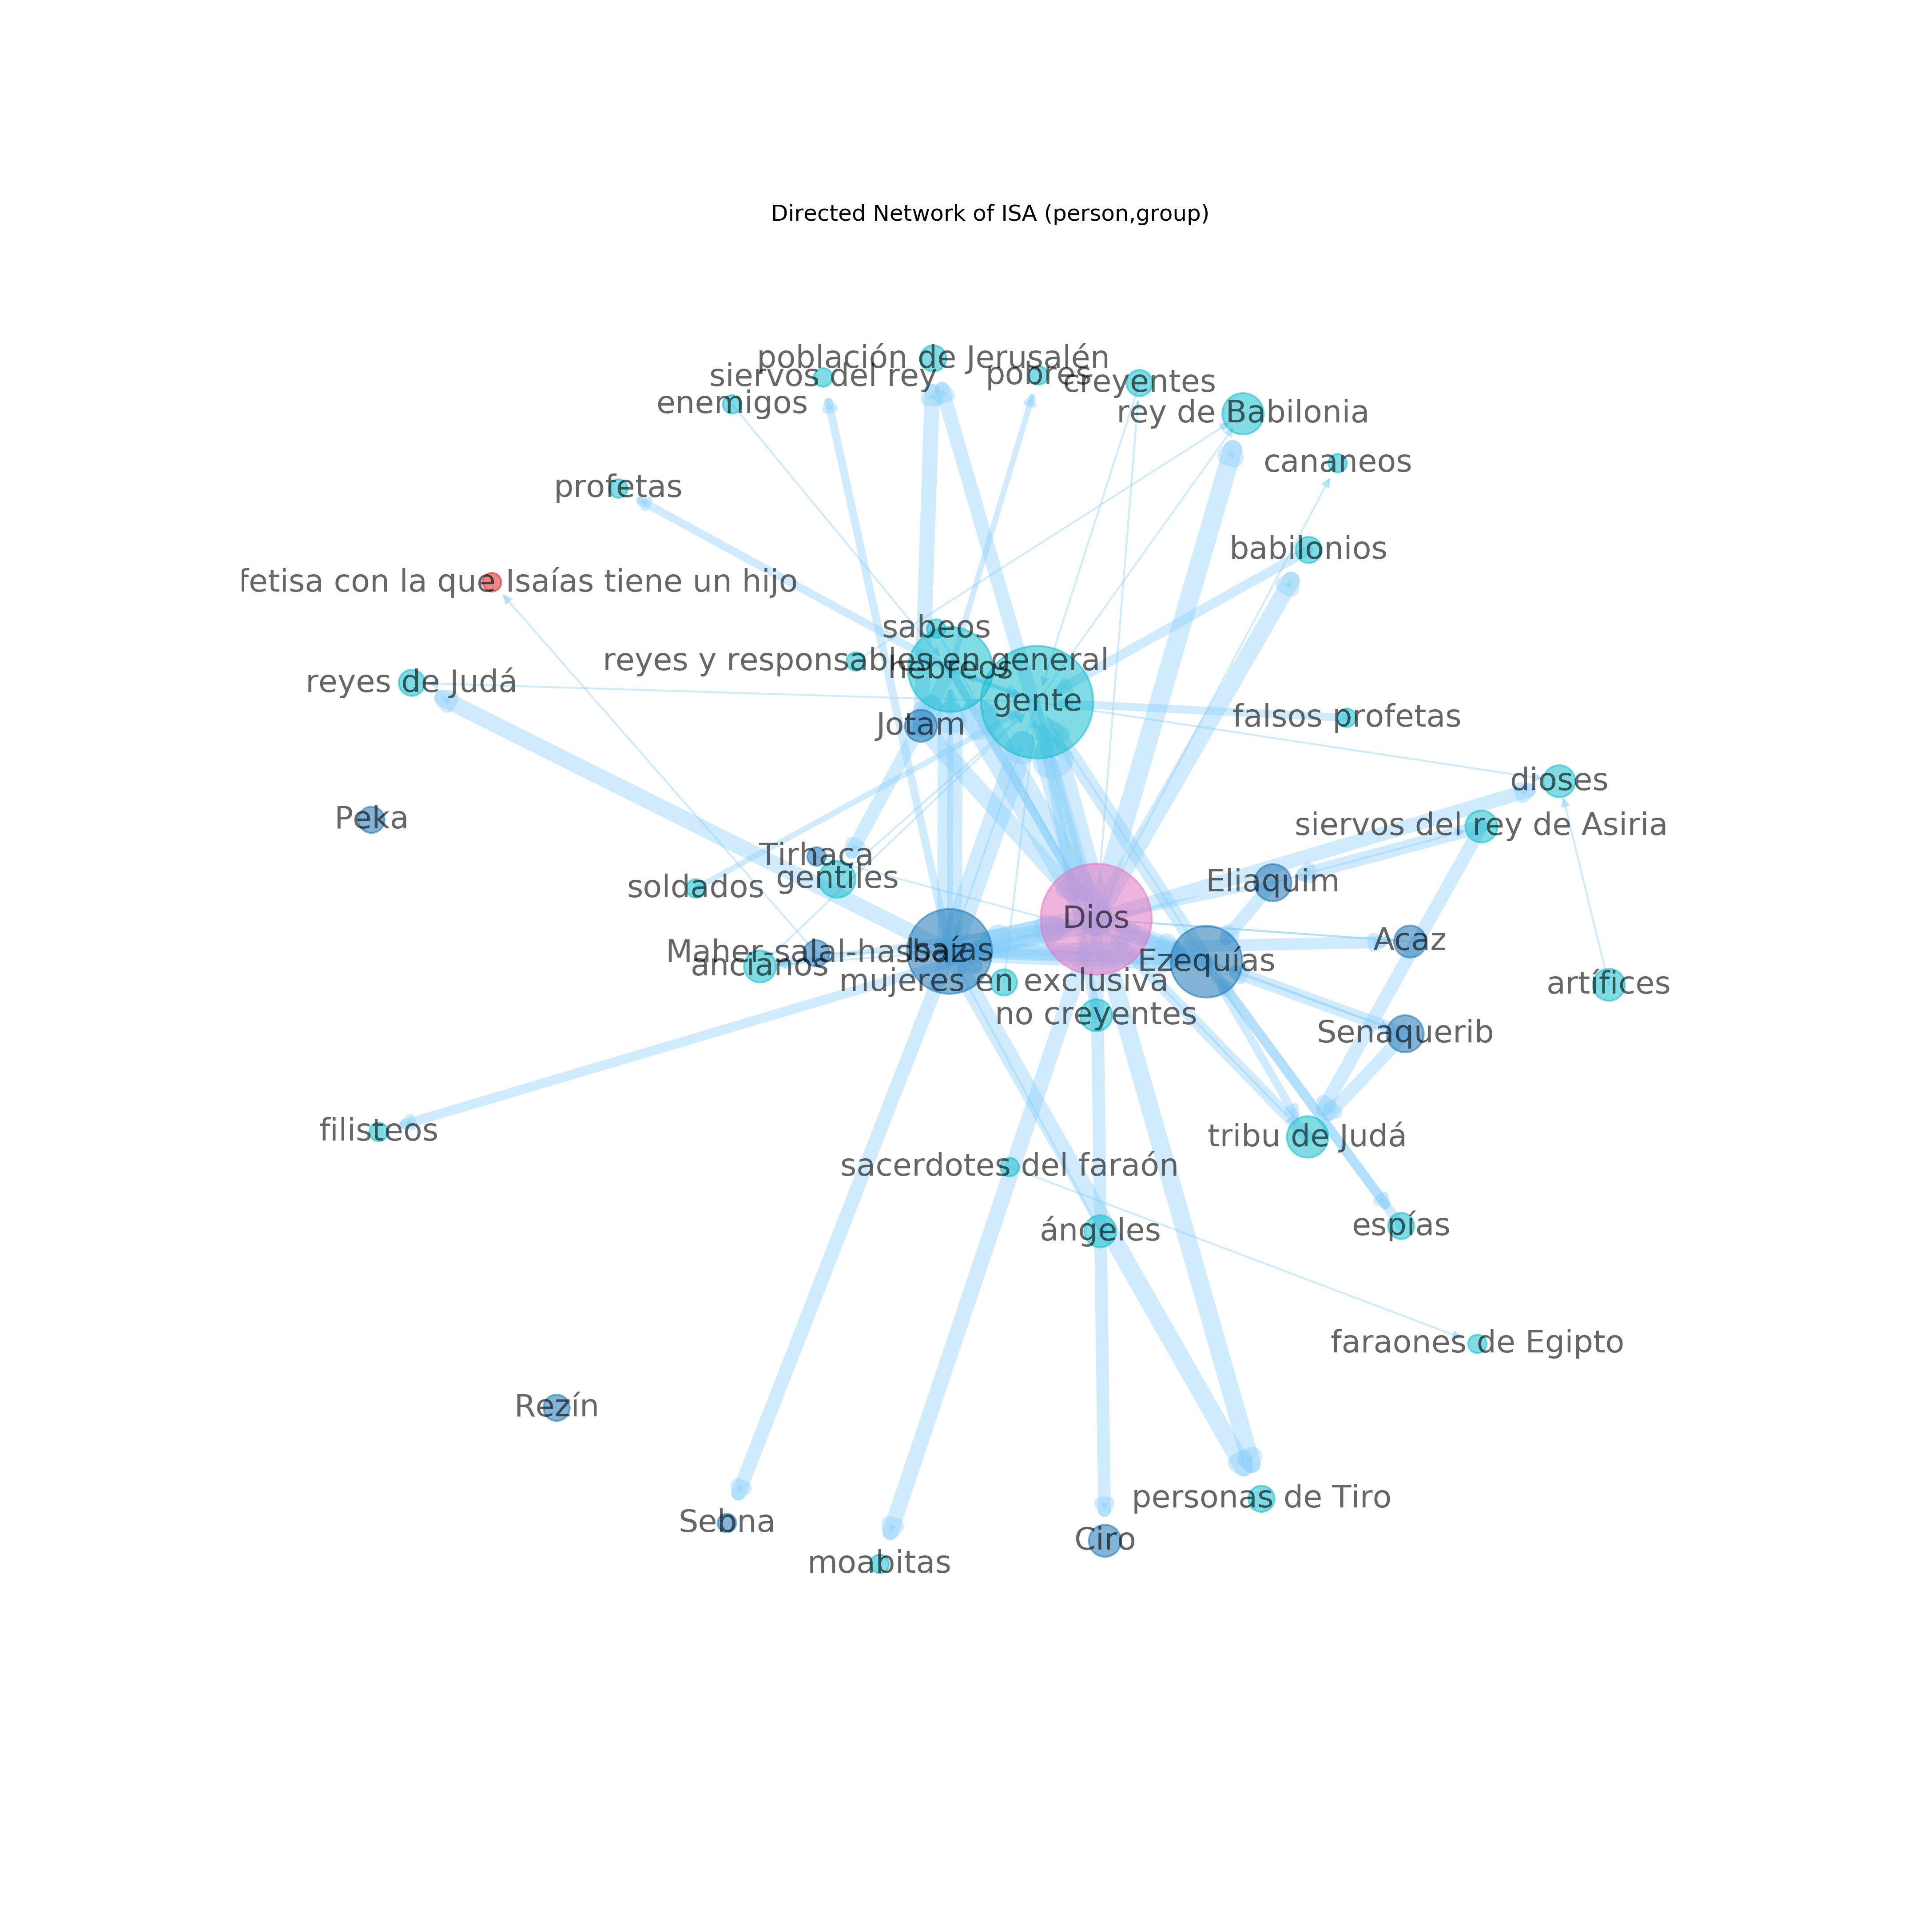 Directed Network of ISA (person,group)
población de Jerusalén
siervos del rey
pobres
creyentes
enemigos
rey de Babilonia
cananeos
profetas
babilonios
fetisa con la que Isaías tiene un hijo
sabeos
reyes y responsables en general
hebreos
reyes de Judá
gente
falsos profetas
Jotam
dioses
Peka
siervos del rey de Asiria
Tirhaca
gentiles
soldados
Eliaquim
Dios
Acaz
Maher-salal-hasbaz
Isaías
ancianos
Ezequías
mujeres en exclusiva
artífices
no creyentes
Senaquerib
filisteos
tribu de Judá
sacerdotes del faraón
ángeles
espías
faraones de Egipto
Rezín
personas de Tiro
Sebna
Ciro
moabitas